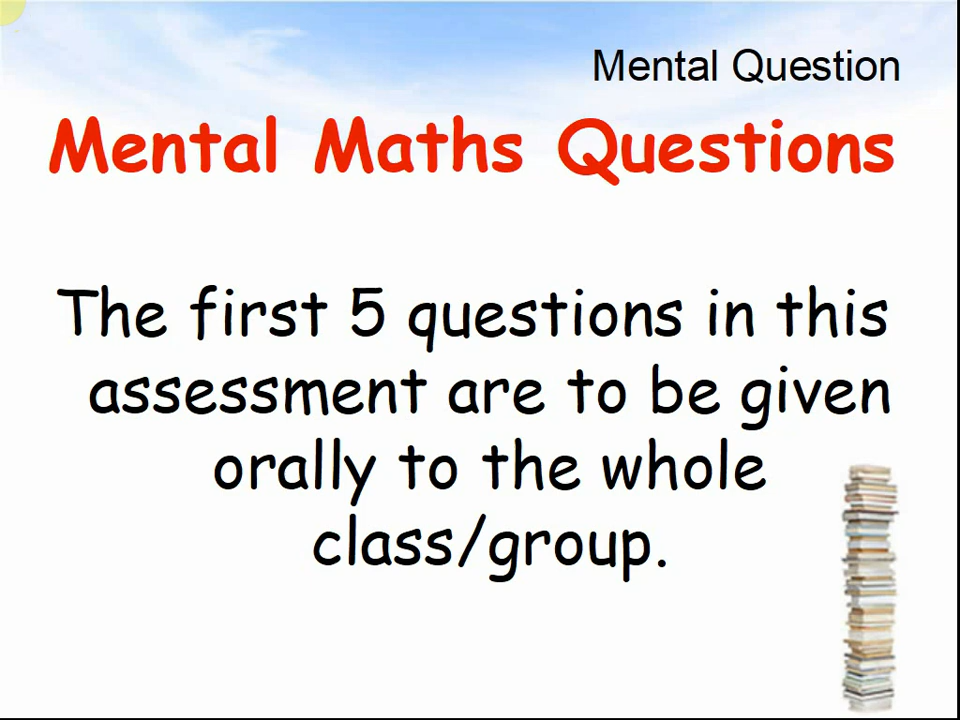 Mental Question
Mental Maths Questions
The first 5 questions in this
assessment are to be given
orally to the whole
class/group.